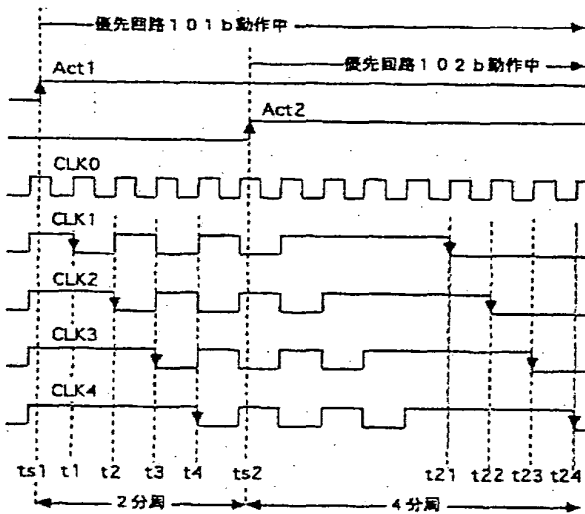 優先回路101b動作中
優先回路102b動作中
Act1
Act2
CLK0
CLK1
CLK2
CLK3
CLK4
ts1 t1 t2 t3 t4 ts2 t21 t22 t23 t24
2分周 4分周